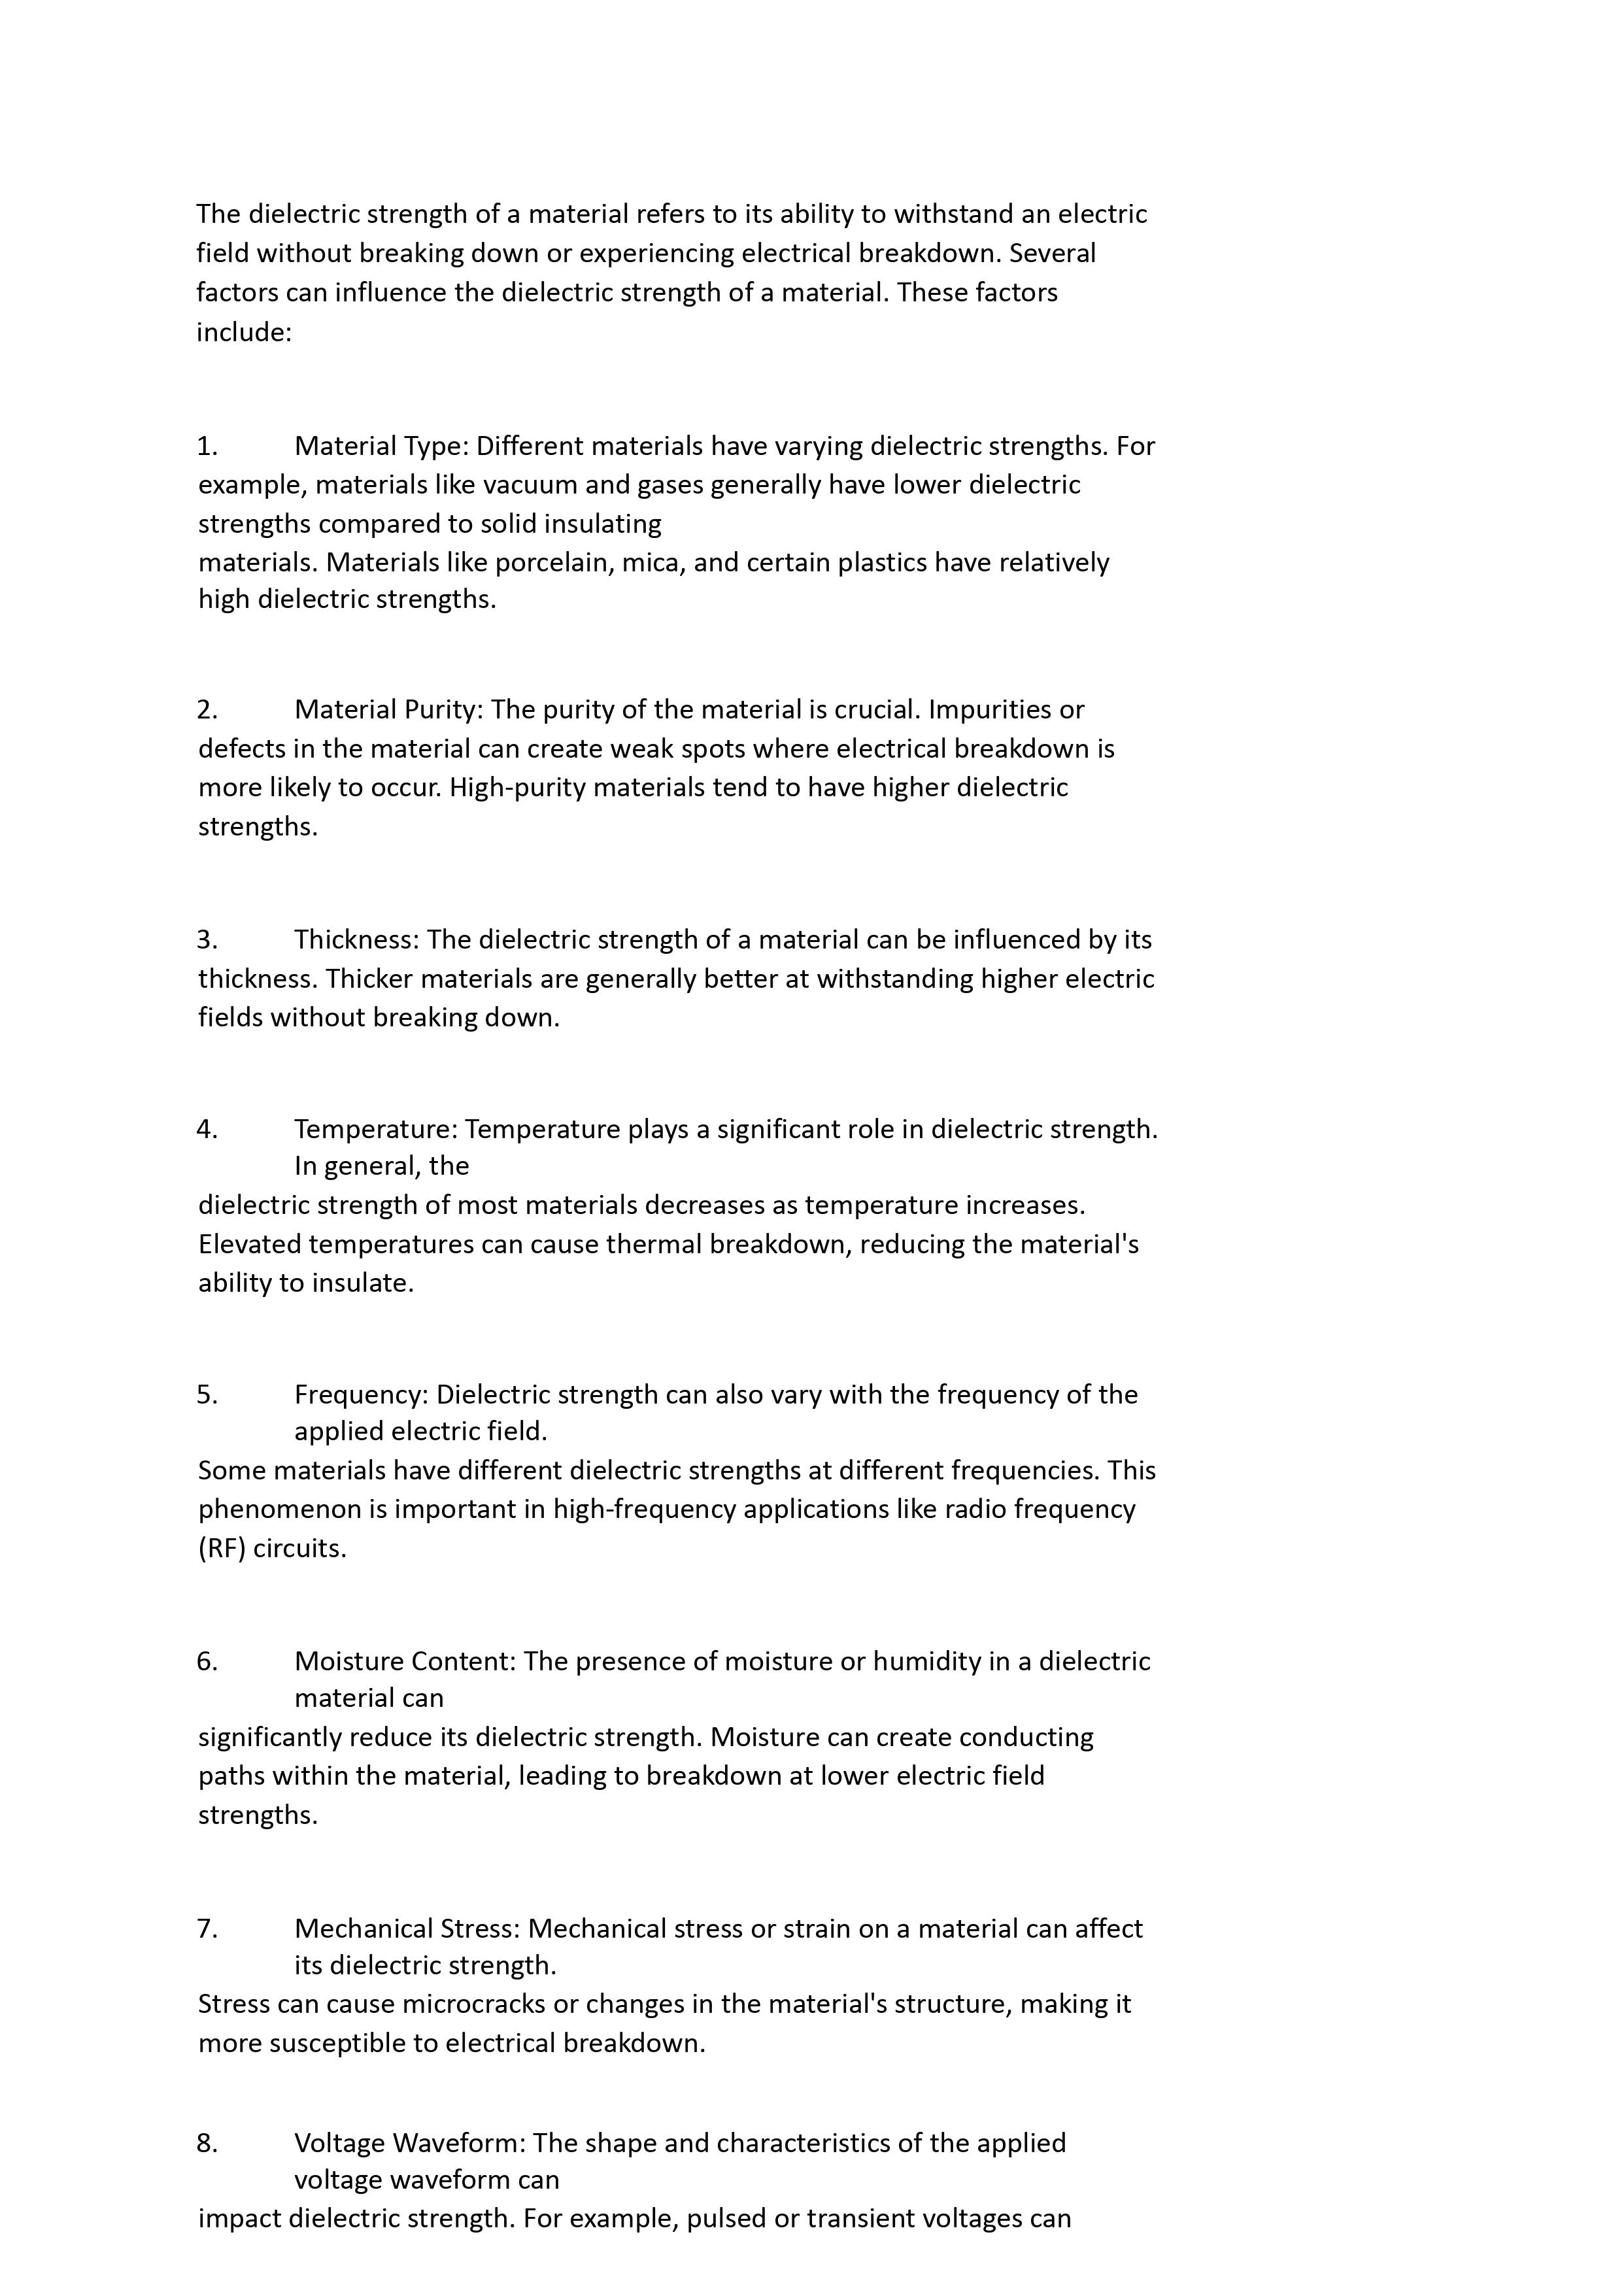 The dielectric strength of a material refers to its ability to withstand an electric
field without breaking down or experiencing electrical breakdown. Several
factors can influence the dielectric strength of a material. These factors
include:
1. Material Type: Different materials have varying dielectric strengths. For
example, materials like vacuum and gases generally have lower dielectric
strengths compared to solid insulating
materials. Materials like porcelain, mica, and certain plastics have relatively
high dielectric strengths.
2. Material Purity: The purity of the material is crucial. Impurities or
defects in the material can create weak spots where electrical breakdown is
more likely to occur. High-purity materials tend to have higher dielectric
strengths.
3. Thickness: The dielectric strength of a material can be influenced by its
thickness. Thicker materials are generally better at withstanding higher electric
fields without breaking down.
4. Temperature: Temperature plays a significant role in dielectric strength.
In general, the
dielectric strength of most materials decreases as temperature increases.
Elevated temperatures can cause thermal breakdown, reducing the material's
ability to insulate.
5. Frequency: Dielectric strength can also vary with the frequency of the
applied electric field.
Some materials have different dielectric strengths at different frequencies. This
phenomenon is important in high-frequency applications like radio frequency
(RF) circuits.
6. Moisture Content: The presence of moisture or humidity in a dielectric
material can
significantly reduce its dielectric strength. Moisture can create conducting
paths within the material, leading to breakdown at lower electric field
strengths.
7. Mechanical Stress: Mechanical stress or strain on a material can affect
its dielectric strength.
Stress can cause microcracks or changes in the material's structure, making it
more susceptible to electrical breakdown.
8. Voltage Waveform: The shape and characteristics of the applied
voltage waveform can
impact dielectric strength. For example, pulsed or transient voltages can